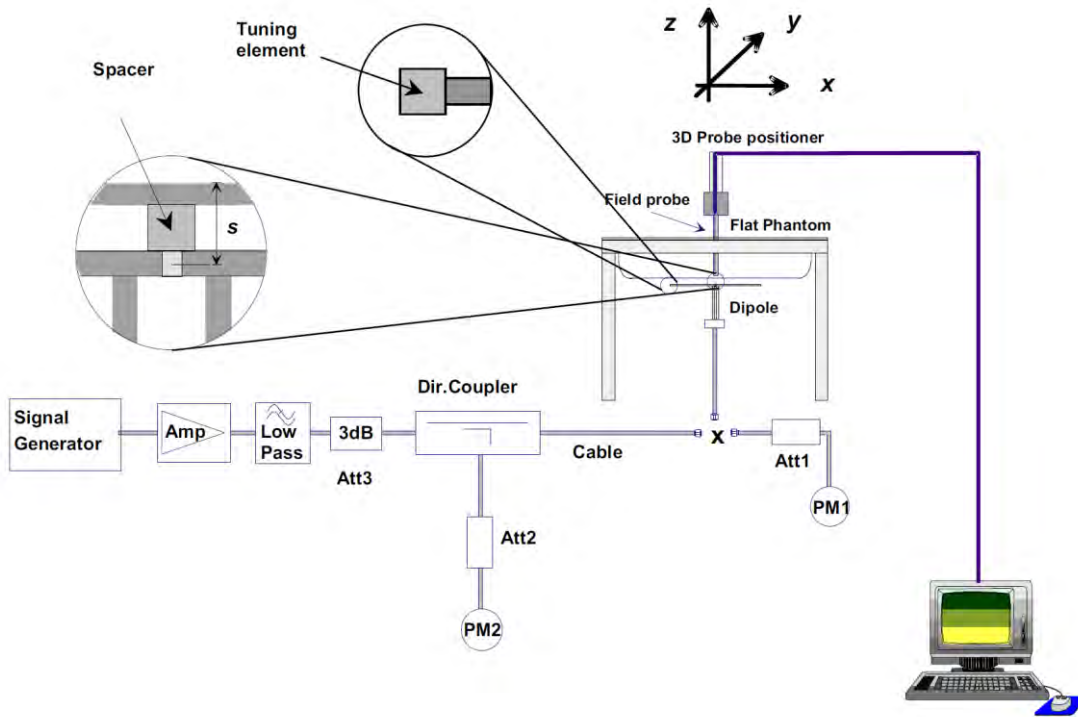 Tuning
element
Spacer
z
y
x
3D Probe positioner
Field probe
Flat Phantom
s
Dipole
Dir.Coupler
Signal
Generator
Amp
Low
Pass
3dB
Att3
Cable
x
Att1
PM1
Att2
PM2